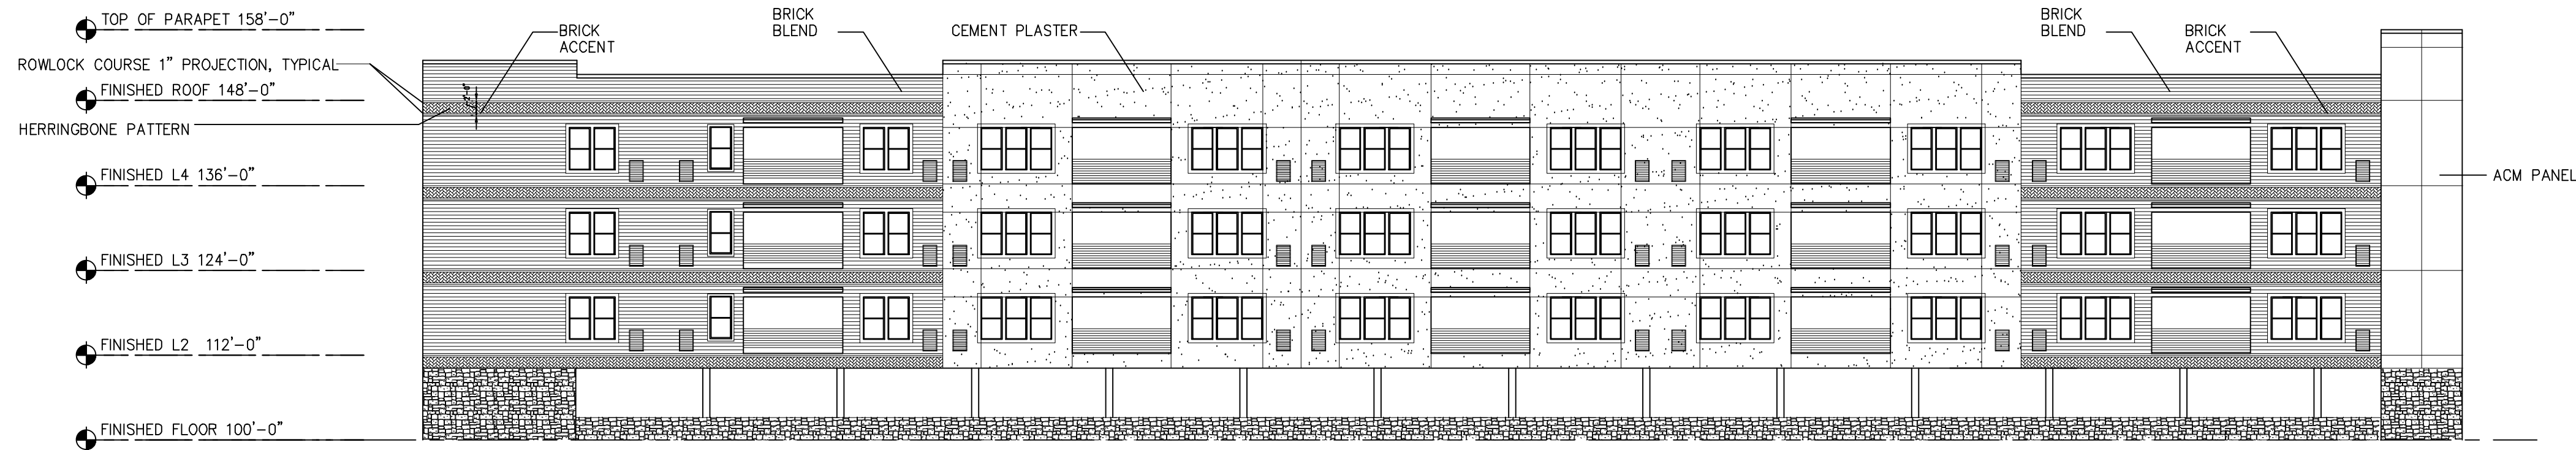 TOP OF PARAPET 158'-0"
ROWLOCK COURSE 1" PROJECTION, TYPICAL
FINISHED ROOF 148'-0"
HERRINGBONE PATTERN
FINISHED L4 136'-0"
FINISHED L3 124'-0"
FINISHED L2 112'-0"
FINISHED FLOOR 100'-0"
BRICK
ACCENT
BRICK
BLEND
CEMENT PLASTER
BRICK
BLEND
BRICK
ACCENT
ACM PANEL